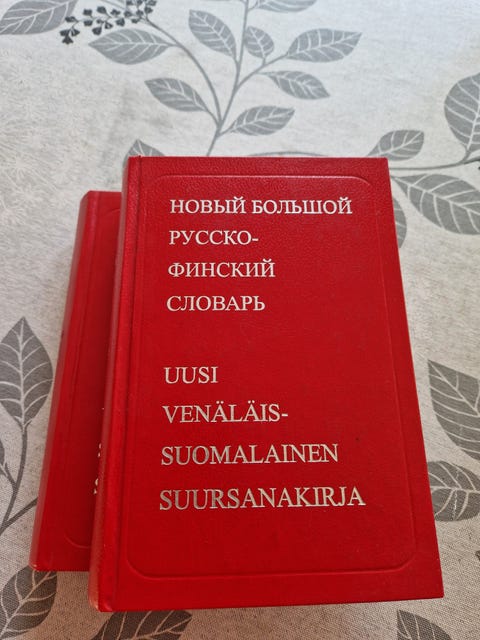 НОВЫЙ БОЛЬШОЙ
РУССКО-
ФИНСКИЙ
СЛОВАРЬ
UUSI
VENÄLÄIS-
SUOMALAINEN
SUURSANAKIRJA